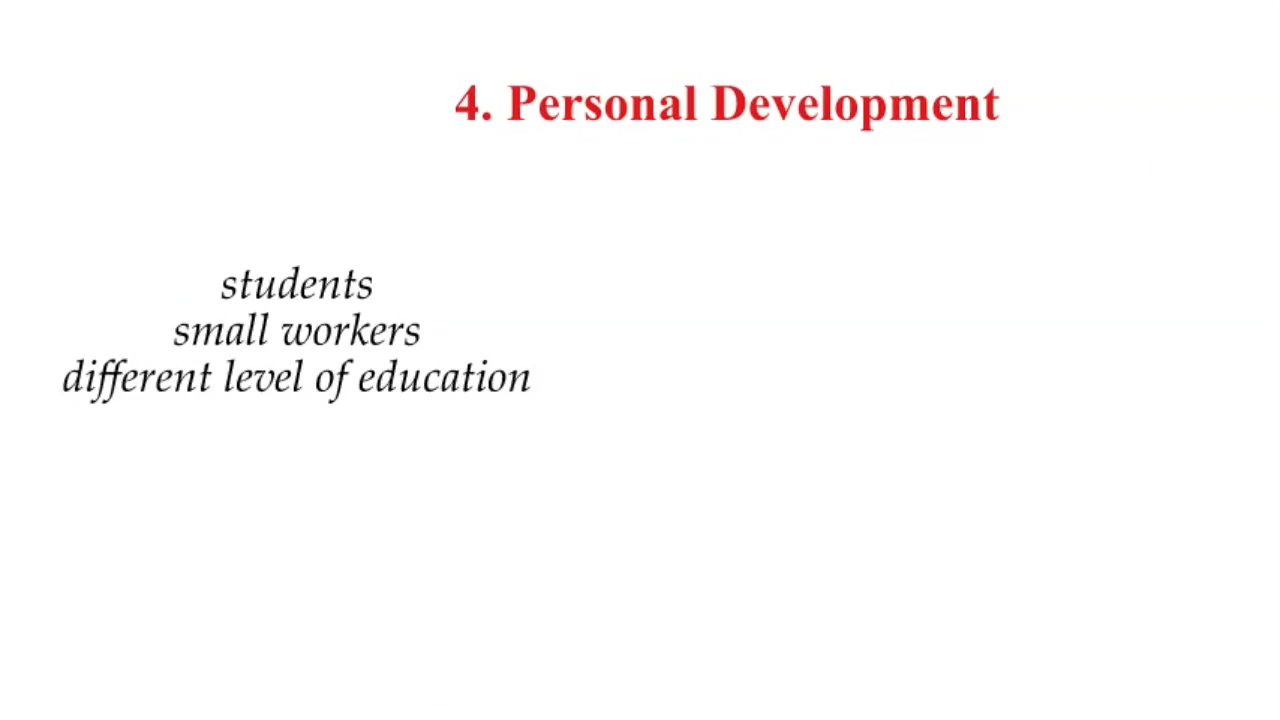 4. Personal Development
students
small workers
different level of education